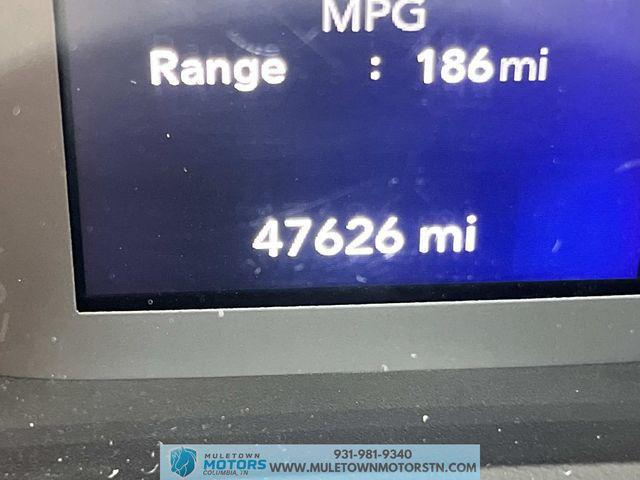 MPG
Range : 186 mi
47626 mi
MULETOWN
MOTORS
COLUMBIA, TN
931-981-9340
WWW.MULETOWNMOTORSTN.COM